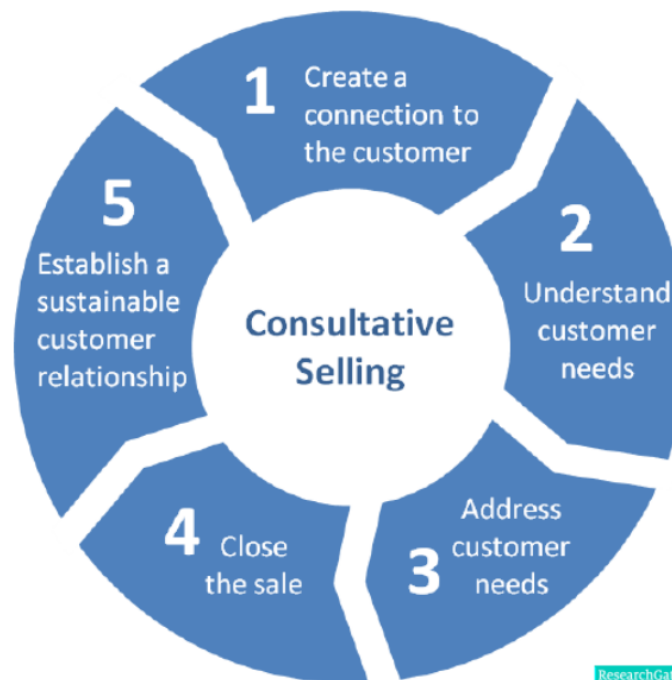 1
Create a
connection to
the customer
2
Understand
customer
needs
3
Address
customer
needs
4
Close
the sale
5
Establish a
sustainable
customer
relationship
Consultative
Selling